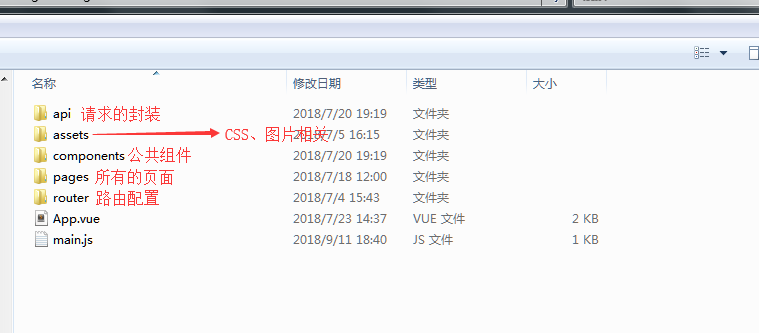 名称 修改日期 类型 大小
api 请求的封装 2018/7/20 19:19 文件夹
assets CSS、图片相关 /5 16:15 文件夹
components 公共组件 2018/7/20 19:19 文件夹
pages 所有的页面 2018/7/18 12:00 文件夹
router 路由配置 2018/7/4 15:43 文件夹
App.vue 2018/7/23 14:37 VUE 文件 2 KB
main.js 2018/9/11 18:40 JS 文件 1 KB